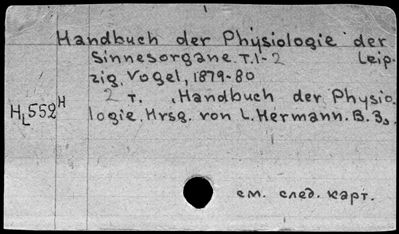 Handbuch der Physiologie der
Sinnesorgane. Т.1-2 Leip-
zig, Vogel, 1879-80
2 т. (Handbuch der Physio-
logie, Hrsg. von L. Hermann. B. 3)
HL552 H
см. след. карт.